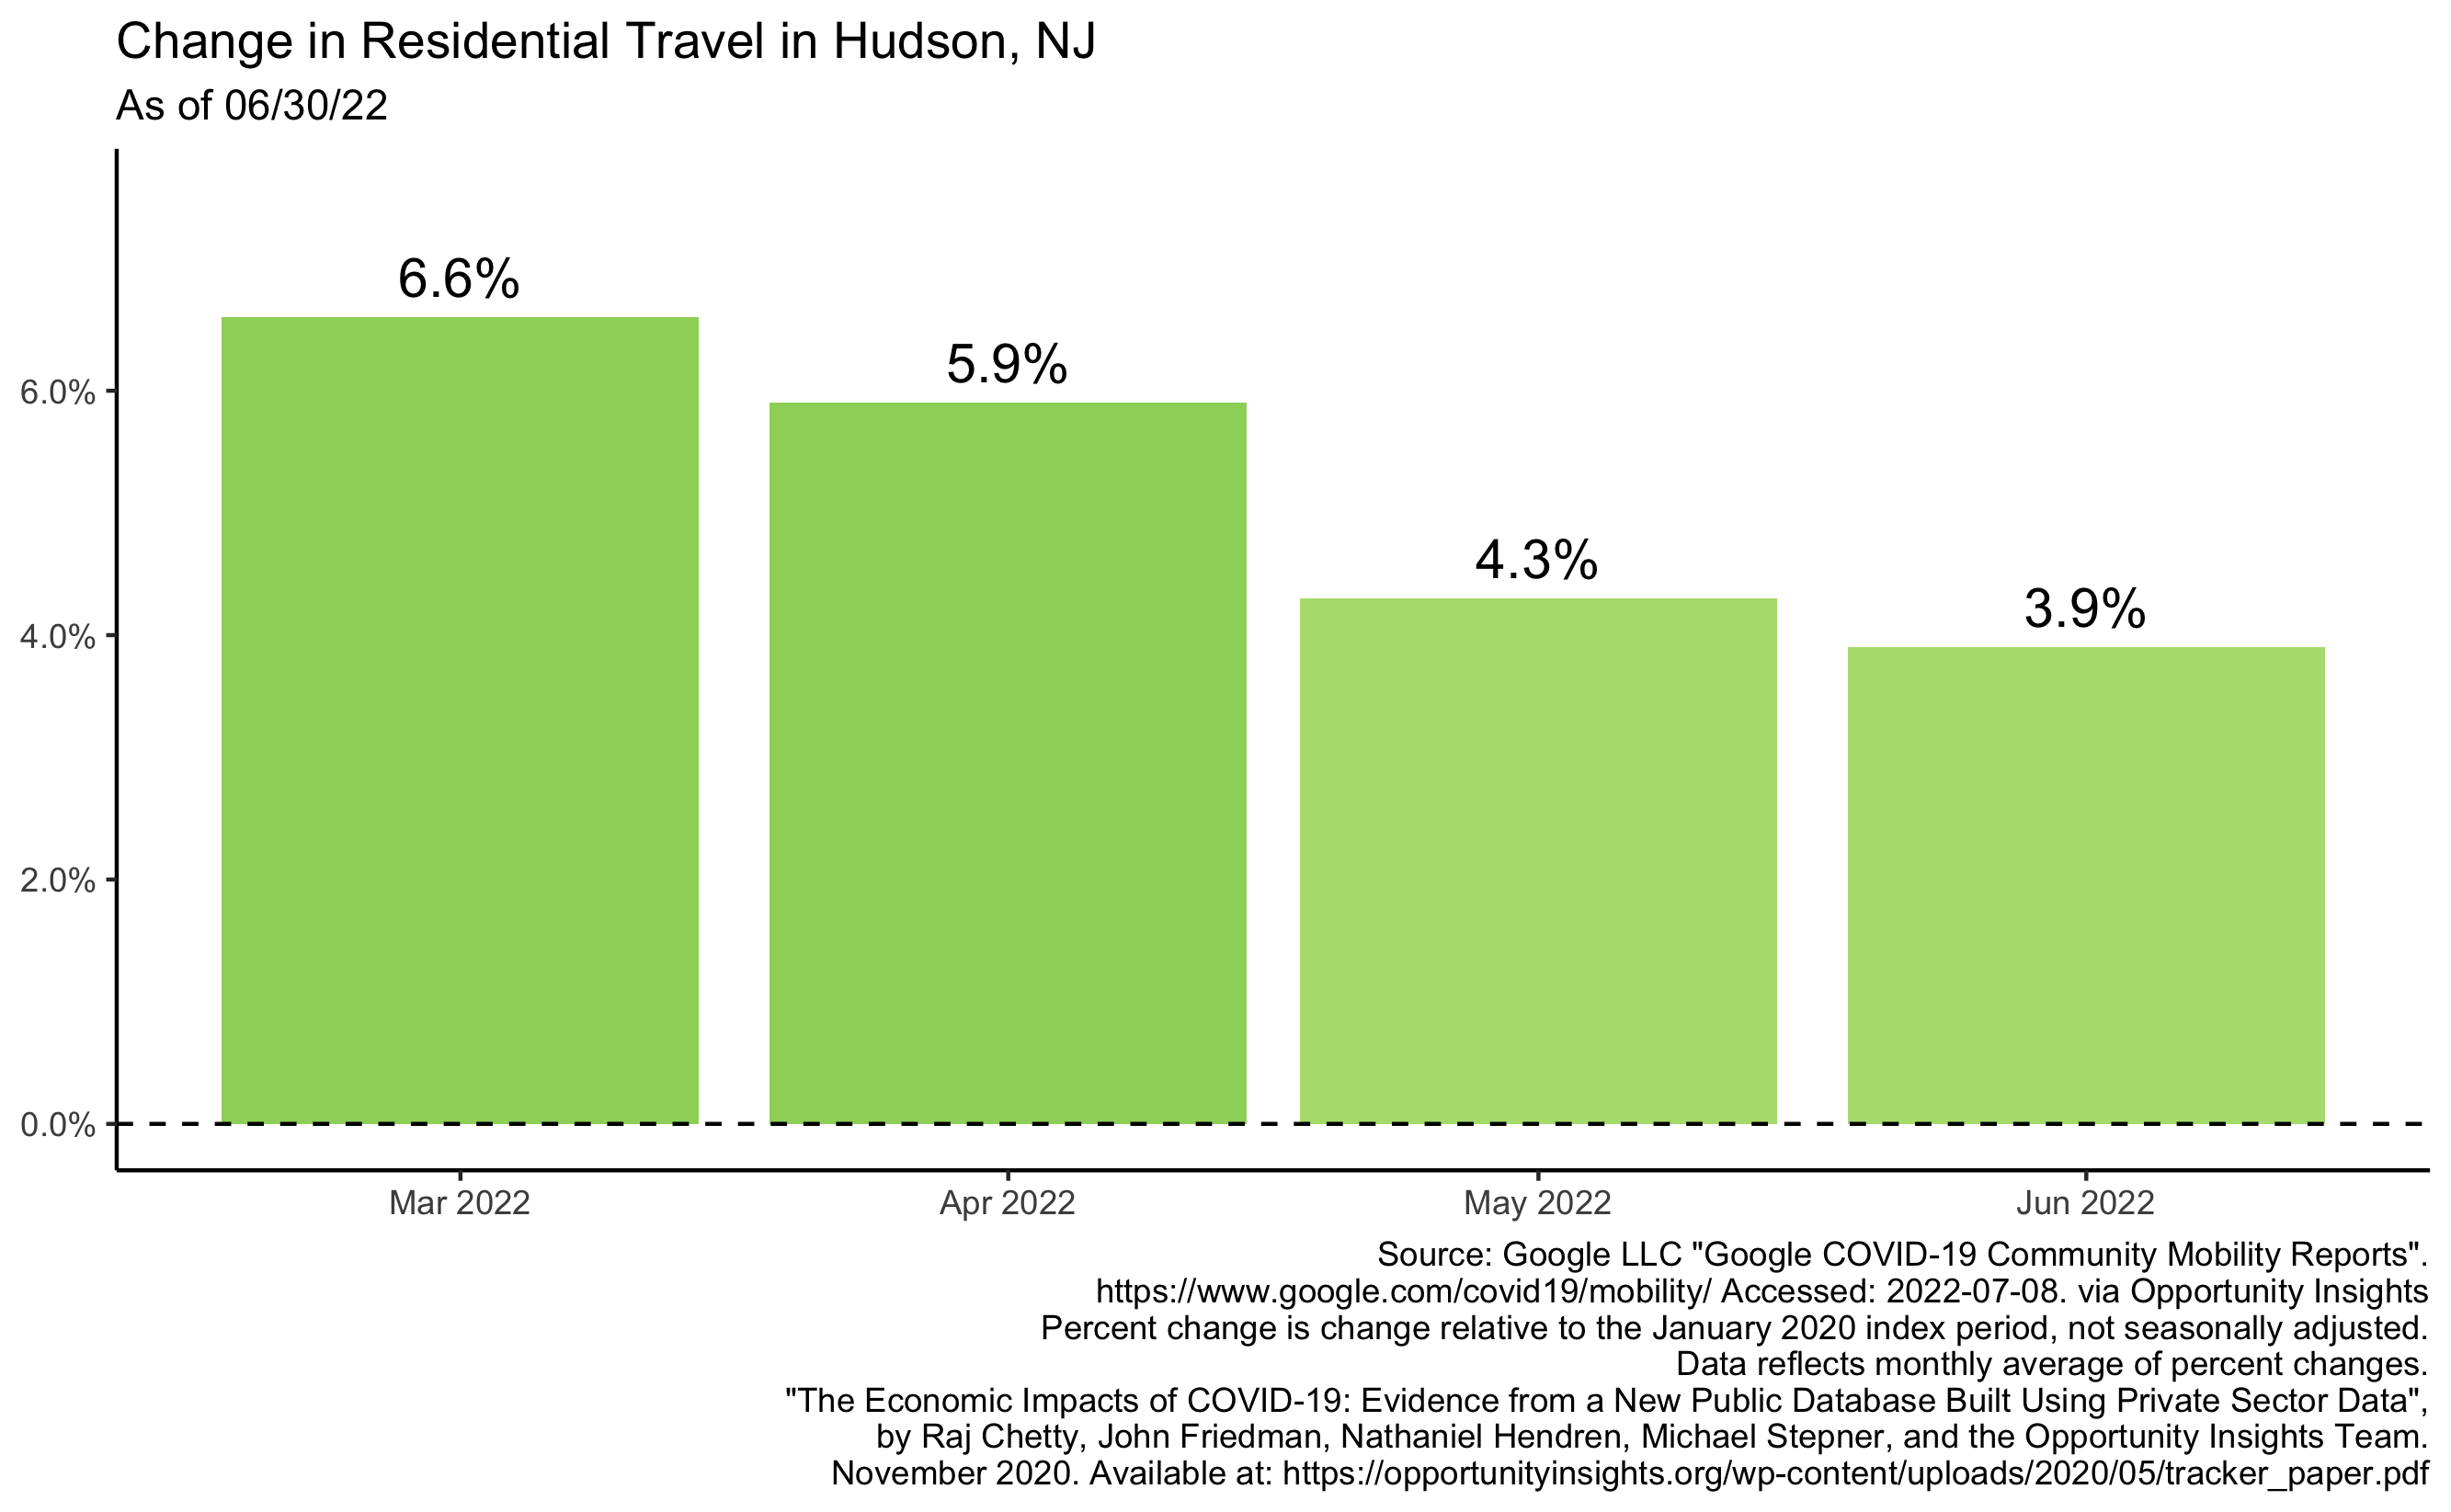 Change in Residential Travel in Hudson, NJ
As of 06/30/22
6.6%
5.9%
4.3%
3.9%
6.0%
4.0%
2.0%
0.0%
Mar 2022
Apr 2022
May 2022
Jun 2022
Source: Google LLC "Google COVID-19 Community Mobility Reports".
https://www.google.com/covid19/mobility/ Accessed: 2022-07-08. via Opportunity Insights
Percent change is change relative to the January 2020 index period, not seasonally adjusted.
Data reflects monthly average of percent changes.
"The Economic Impacts of COVID-19: Evidence from a New Public Database Built Using Private Sector Data",
by Raj Chetty, John Friedman, Nathaniel Hendren, Michael Stepner, and the Opportunity Insights Team.
November 2020. Available at: https://opportunityinsights.org/wp-content/uploads/2020/05/tracker_paper.pdf